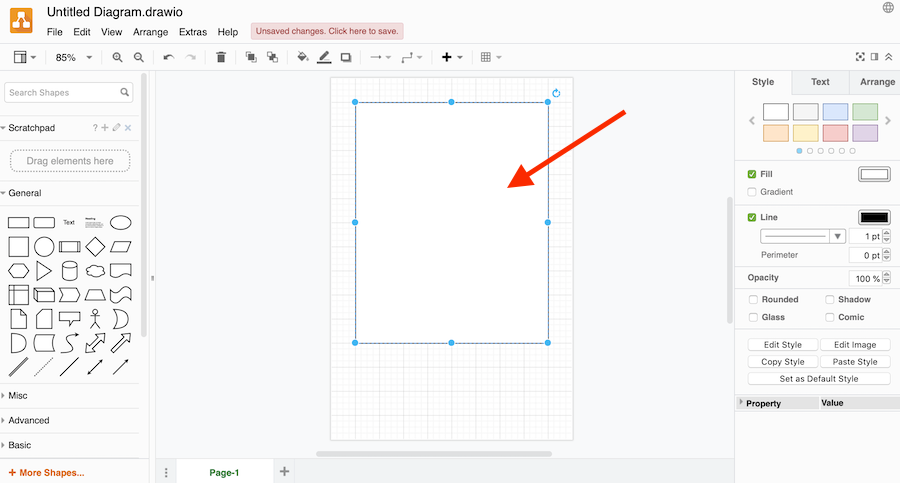 Untitled Diagram.drawio
File Edit View Arrange Extras Help Unsaved changes. Click here to save.
85%
Search Shapes
Scratchpad ?
Drag elements here
General
Text
Misc
Advanced
Basic
+ More Shapes...
Page-1
Style Text Arrange
Fill
Gradient
Line
1 pt
Perimeter 0 pt
Opacity 100 %
Rounded Shadow
Glass Comic
Edit Style Edit Image
Copy Style Paste Style
Set as Default Style
Property Value